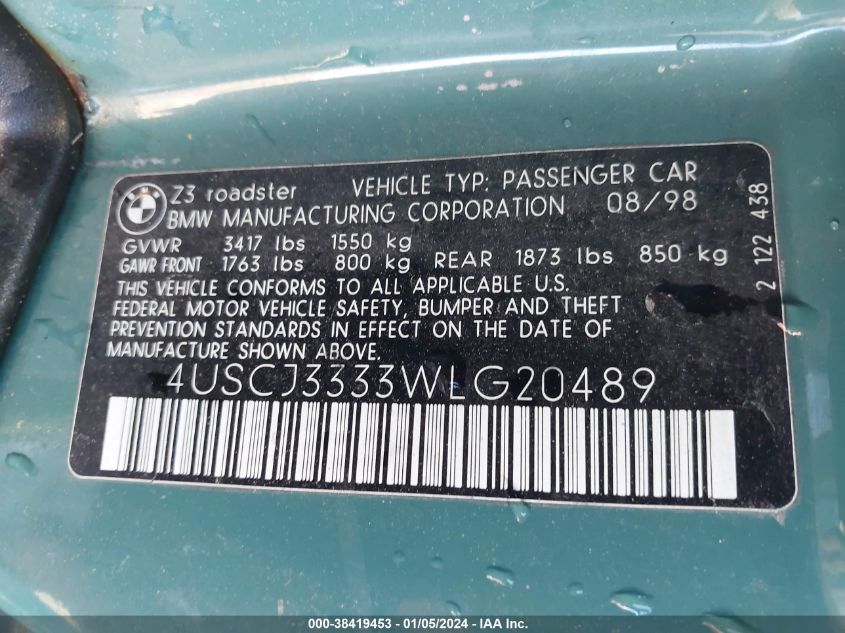 Z3 roadster VEHICLE TYP: PASSENGER CAR
BMW MANUFACTURING CORPORATION 08/98
GVWR 3417 lbs 1550 kg
GAWR FRONT 1763 lbs 800 kg REAR 1873 lbs 850 kg
THIS VEHICLE CONFORMS TO ALL APPLICABLE U.S.
FEDERAL MOTOR VEHICLE SAFETY, BUMPER AND THEFT
PREVENTION STANDARDS IN EFFECT ON THE DATE OF
MANUFACTURE SHOWN ABOVE.
4USCJ3333WLG20489
2 122 438
000-38419453 - 01/05/2024 - IAA Inc.